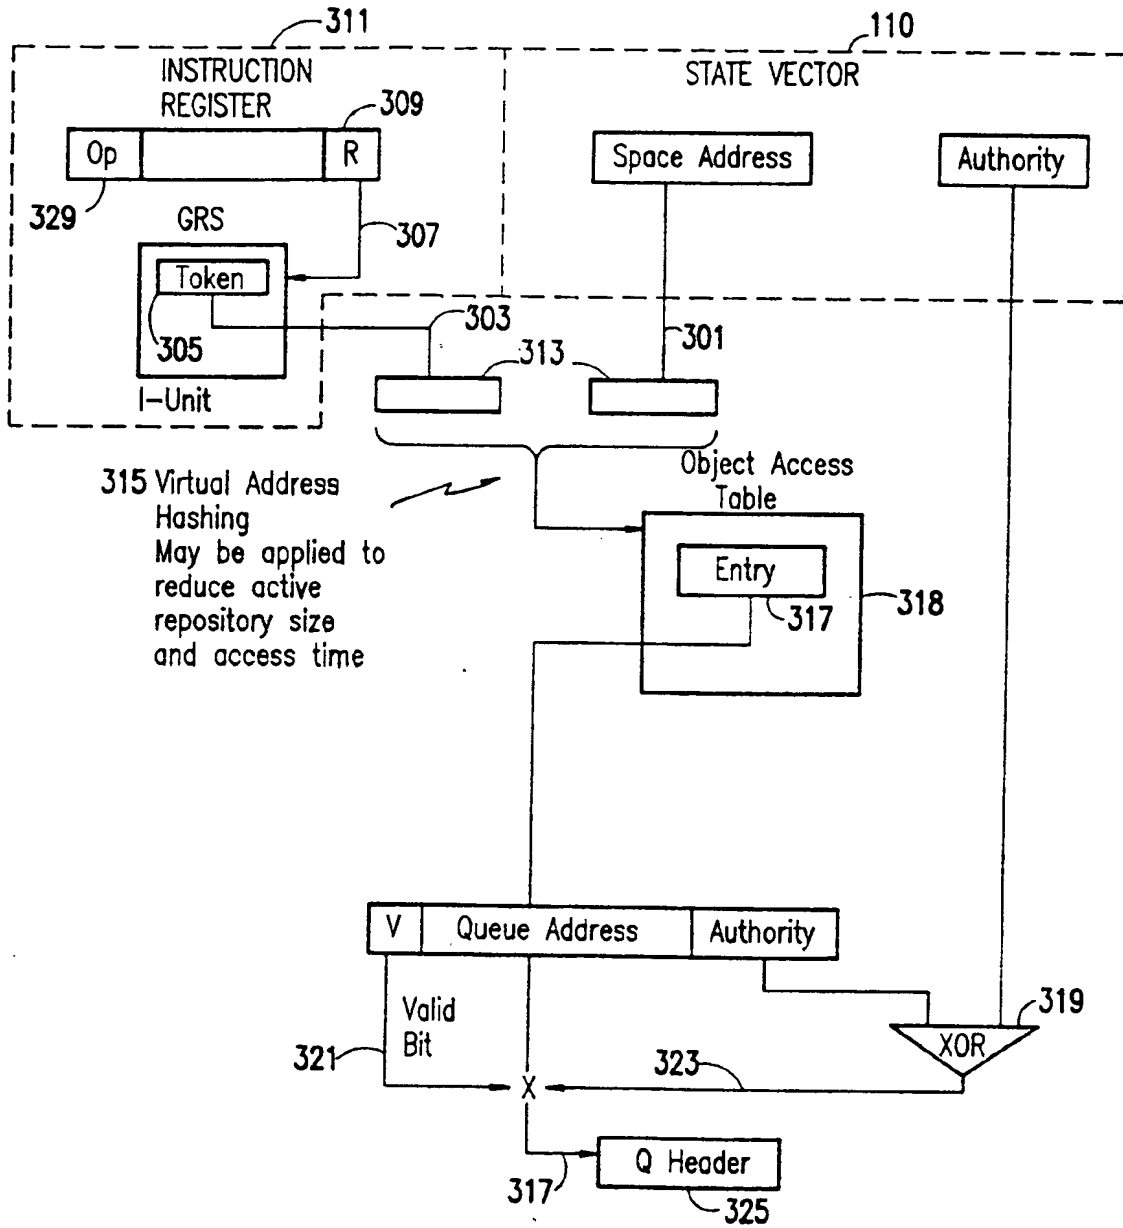 311
110
INSTRUCTION
REGISTER
STATE VECTOR
309
Op
R
Space Address
Authority
329
GRS
307
Token
305
303
301
313
I-Unit
Object Access
Table
315 Virtual Address
Hashing
May be applied to
reduce active
repository size
and access time
Entry
317
318
V
Queue Address
Authority
Valid
Bit
321
319
XOR
323
X
317
Q Header
325